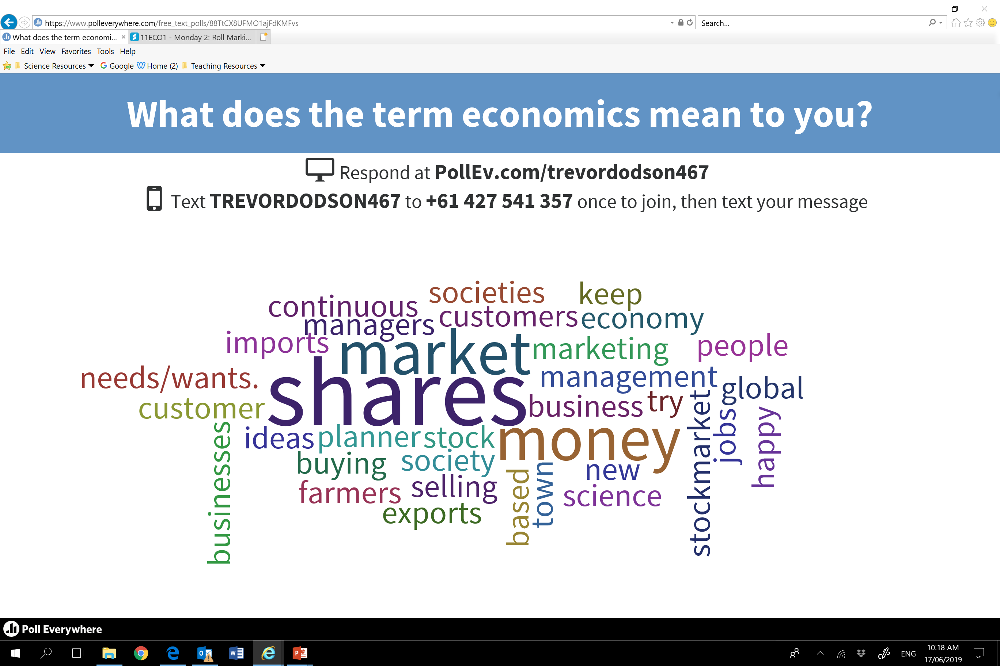 https://www.polleverywhere.com/free_text_polls/88TtCX8UFMO1ajFdKMFvs
Search...
What does the term economi...
11ECO1 - Monday 2: Roll Marki...
File Edit View Favorites Tools Help
Science Resources Google Home (2) Teaching Resources
What does the term economics mean to you?
Respond at PollEv.com/trevordodson467
Text TREVORDODSON467 to +61 427 541 357 once to join, then text your message
societies
keep
continuous
customers
economy
managers
imports
market
marketing
people
needs/wants.
shares
management
global
customer
business
try
stockmarket
jobs
happy
businesses
ideas
planner
stock
money
buying
society
new
farmers
selling
based
town
science
exports
Poll Everywhere
ENG
10:18 AM
17/06/2019